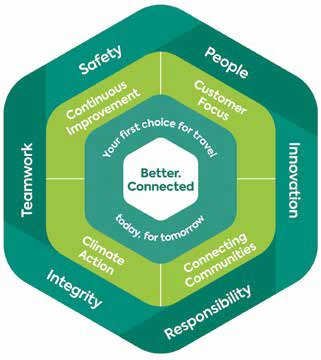 Safety
People
Innovation
Responsibility
Integrity
Teamwork
Continuous
Improvement
Customer
Focus
Connecting
Communities
Climate
Action
Your first choice for travel
today, for tomorrow
Better.
Connected